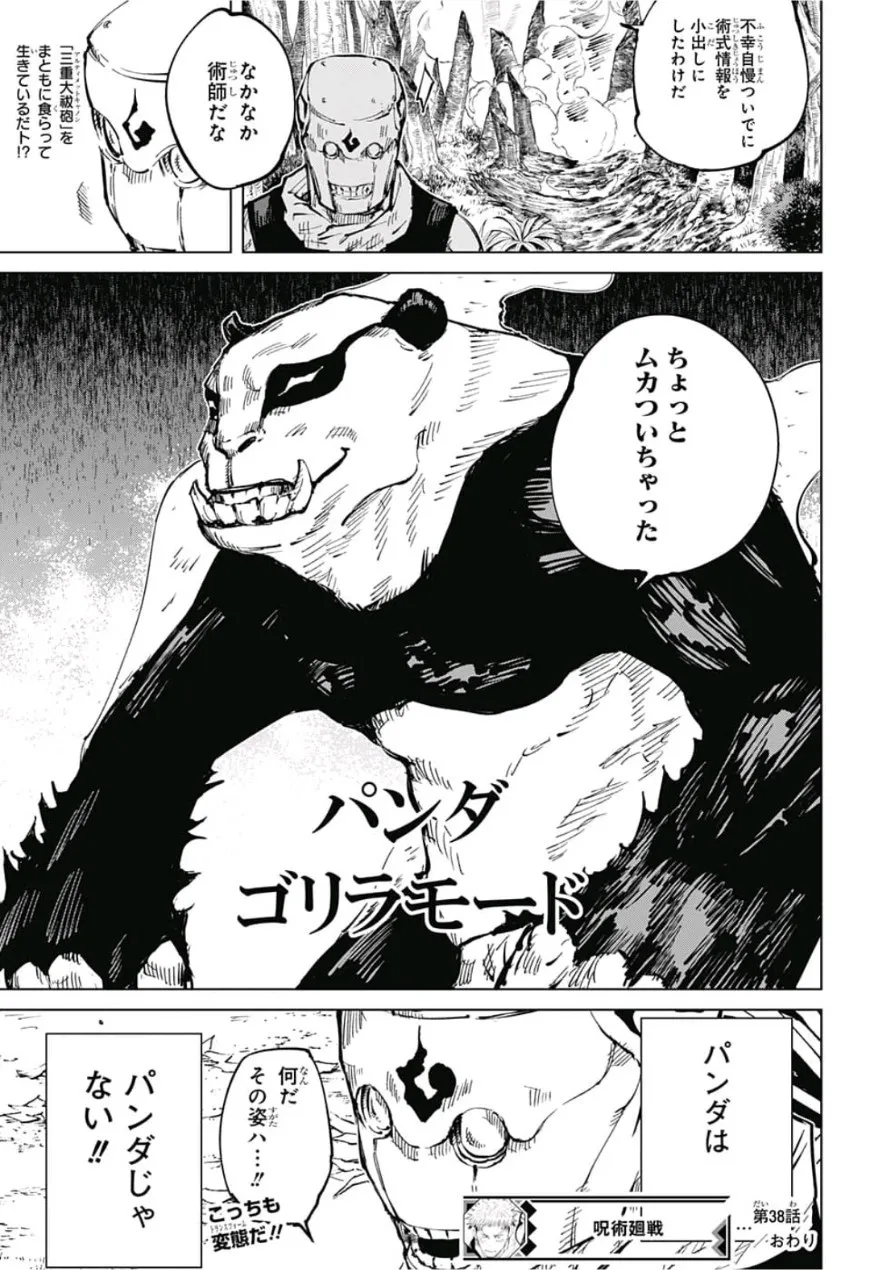 不幸自慢ついでに
術式情報を
小出しに
したわけだ
なかなか
術師だな
「三重大祓砲」を
まともに食らって
生きているだト!?
ちょっと
ムカついちゃった
パンダ
ゴリラモード
パンダは
何だ
その姿ハ…!!
パンダじゃ
ない!!
こっちも
変態だ!!
呪術廻戦
…
第38話
おわり